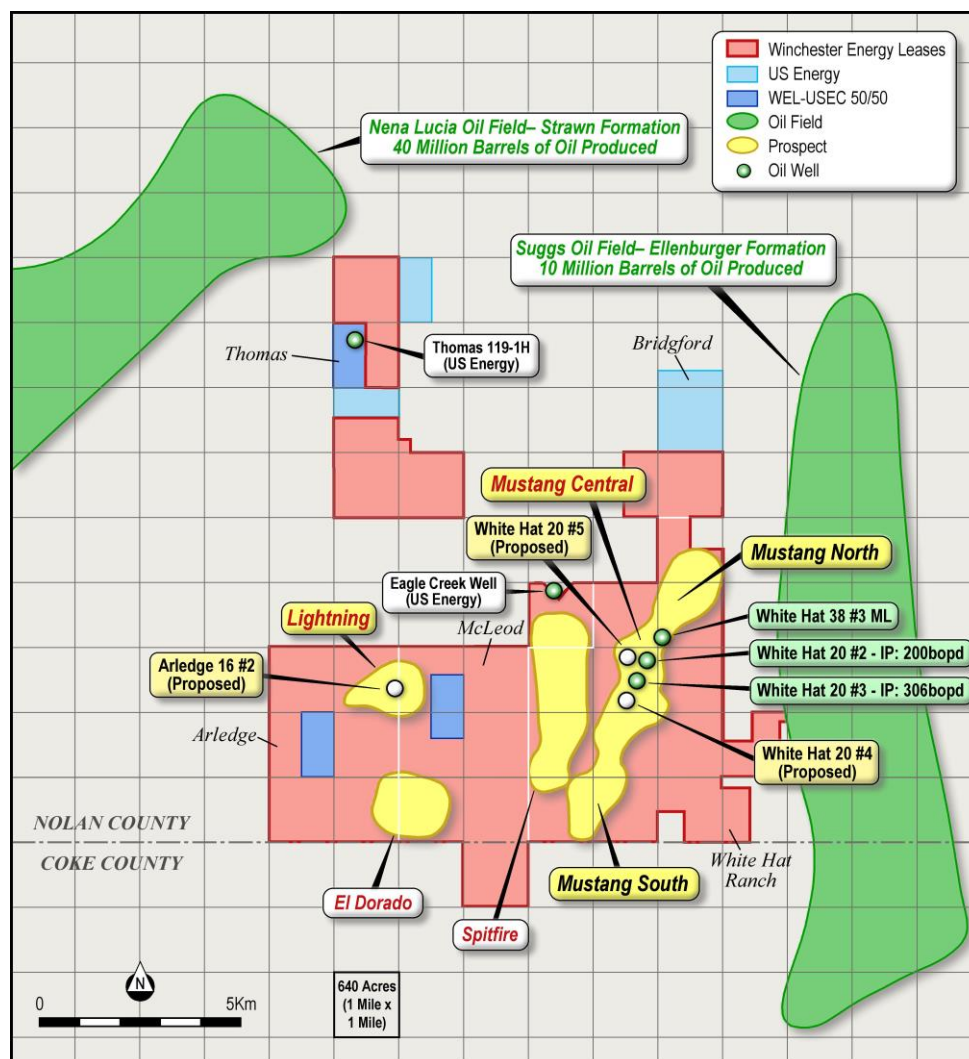 Winchester Energy Leases
US Energy
WEL-USEC 50/50
Oil Field
Prospect
Oil Well
Nena Lucia Oil Field– Strawn Formation
40 Million Barrels of Oil Produced
Suggs Oil Field– Ellenburger Formation
10 Million Barrels of Oil Produced
Thomas
Thomas 119-1H
(US Energy)
Bridgford
Mustang Central
White Hat 20 #5
(Proposed)
Mustang North
Eagle Creek Well
(US Energy)
Lightning
McLeod
White Hat 38 #3 ML
White Hat 20 #2 - IP: 200bopd
White Hat 20 #3 - IP: 306bopd
Arledge 16 #2
(Proposed)
Arledge
White Hat 20 #4
(Proposed)
NOLAN COUNTY
COKE COUNTY
White Hat
Ranch
Mustang South
El Dorado
Spitfire
N
0
5Km
640 Acres
(1 Mile x
1 Mile)